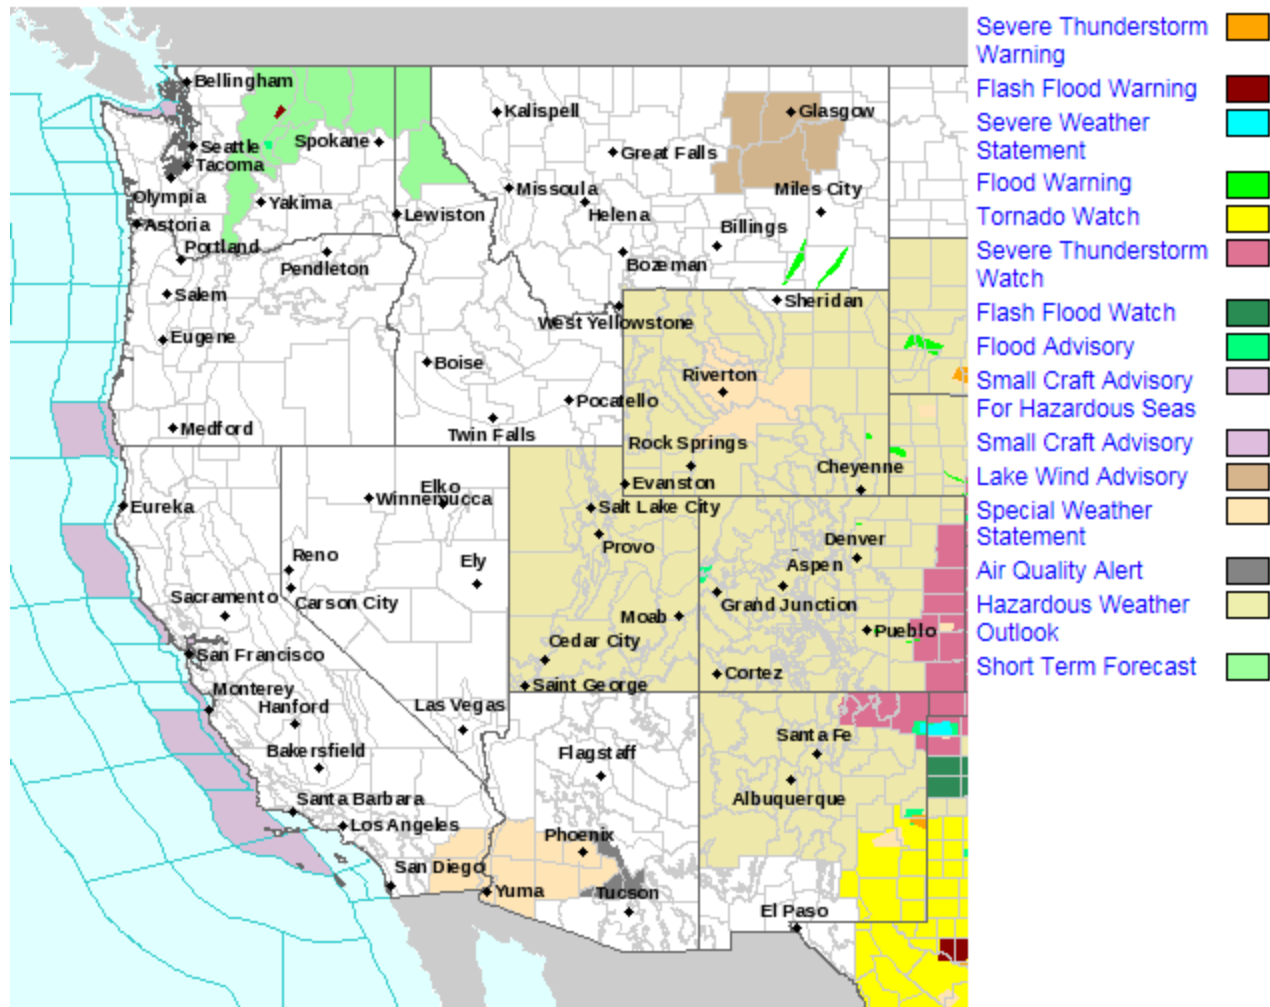 Bellingham
Kalispell
Glasgow
Seattle
Spokane
Great Falls
Tacoma
Olympia
Yakima
Missoula
Miles City
Helena
Lewiston
Astoria
Billings
Portland
Pendleton
Bozeman
Salem
Sheridan
West Yellowstone
Eugene
Boise
Riverton
Pocatello
Medford
Twin Falls
Rock Springs
Cheyenne
Evanston
Elko
Winnemucca
Eureka
Salt Lake City
Provo
Denver
Reno
Ely
Aspen
Sacramento
Carson City
Grand Junction
Moab
Pueblo
Cedar City
San Francisco
Cortez
Saint George
Monterey
Hanford
Las Vegas
Santa Fe
Bakersfield
Flagstaff
Albuquerque
Santa Barbara
Los Angeles
Phoenix
San Diego
Yuma
Tucson
El Paso
Severe Thunderstorm
Warning
Flash Flood Warning
Severe Weather
Statement
Flood Warning
Tornado Watch
Severe Thunderstorm
Watch
Flash Flood Watch
Flood Advisory
Small Craft Advisory
For Hazardous Seas
Small Craft Advisory
Lake Wind Advisory
Special Weather
Statement
Air Quality Alert
Hazardous Weather
Outlook
Short Term Forecast